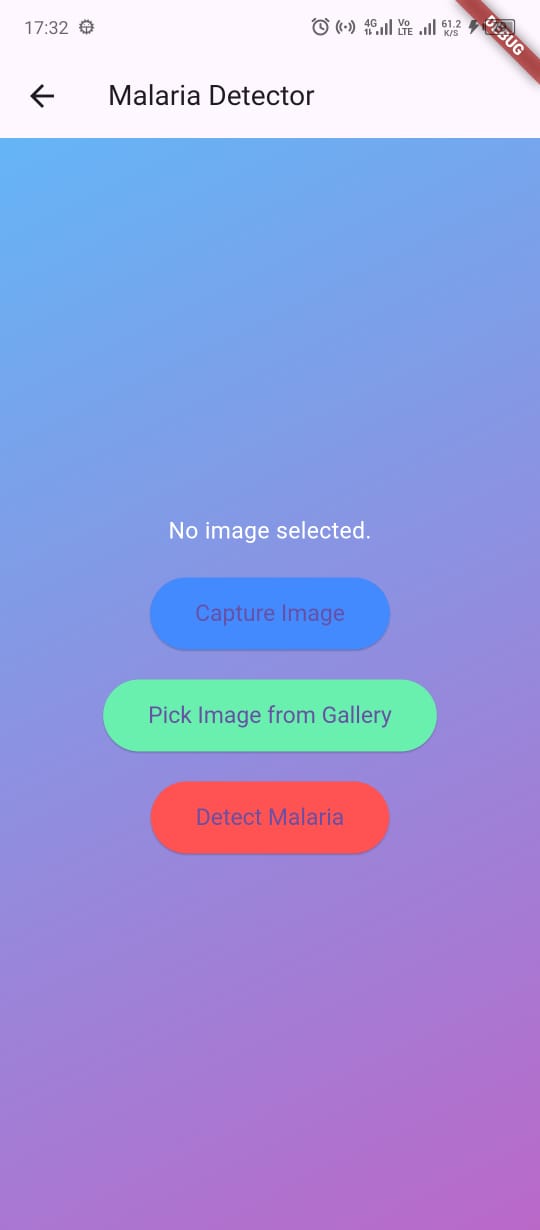 17:32
4G
Vo
LTE
61.2
K/S
DEBUG
Malaria Detector
No image selected.
Capture Image
Pick Image from Gallery
Detect Malaria